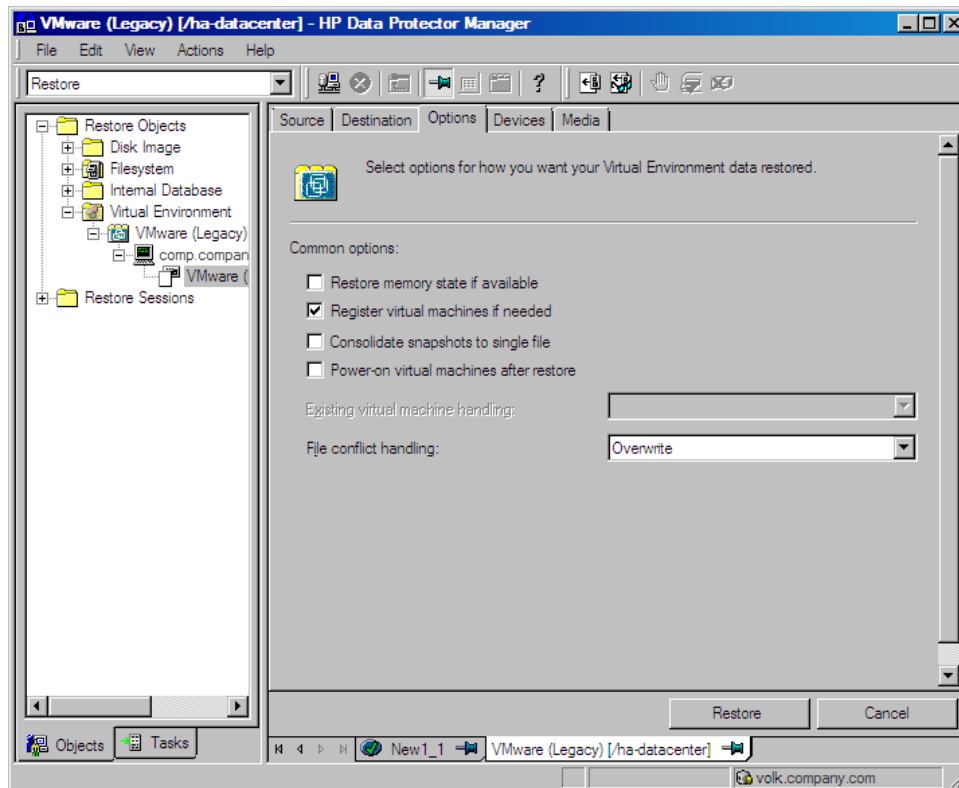 VMware (Legacy) [/ha-datacenter] - HP Data Protector Manager
File Edit View Actions Help
Restore
Restore Objects
Disk Image
Filesystem
Internal Database
Virtual Environment
VMware (Legacy)
comp.compan
VMware (
Restore Sessions
Objects Tasks
Source Destination Options Devices Media
Select options for how you want your Virtual Environment data restored.
Common options:
Restore memory state if available
Register virtual machines if needed
Consolidate snapshots to single file
Power-on virtual machines after restore
Existing virtual machine handling:
File conflict handling: Overwrite
Restore Cancel
New1_1 VMware (Legacy) [/ha-datacenter]
volk.company.com